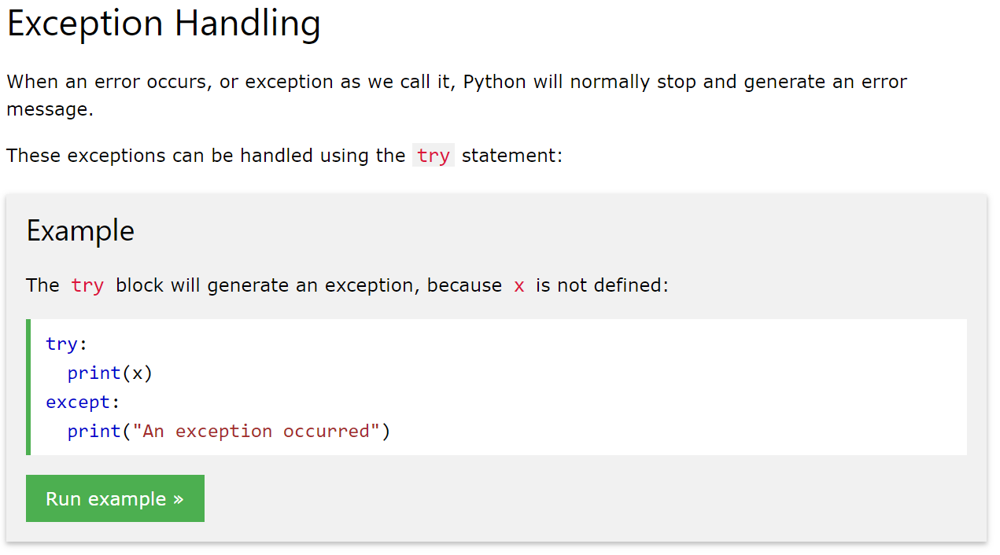 Exception Handling
When an error occurs, or exception as we call it, Python will normally stop and generate an error
message.
These exceptions can be handled using the try statement:
Example
The try block will generate an exception, because x is not defined:
try:
  print(x)
except:
  print("An exception occurred")
Run example »